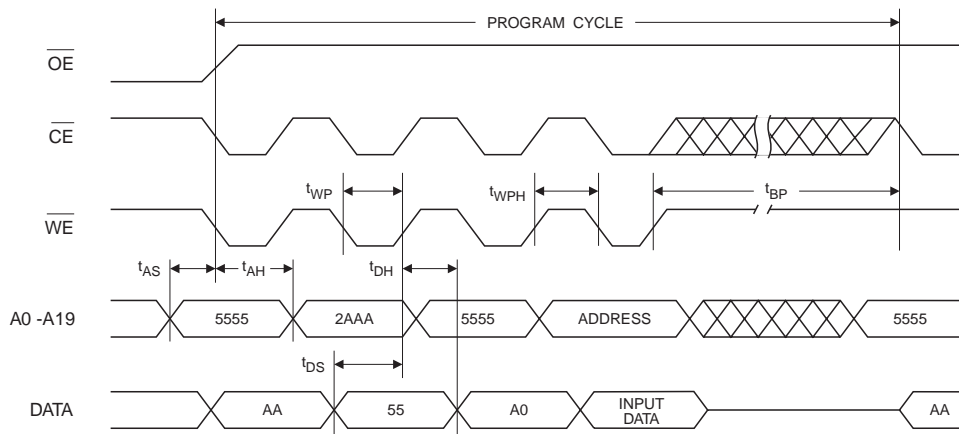 PROGRAM CYCLE
OE
CE
tWP
tWPH
tBP
WE
tAS
tAH
tDH
A0 -A19
5555
2AAA
5555
ADDRESS
5555
tDS
DATA
AA
55
A0
INPUT
DATA
AA